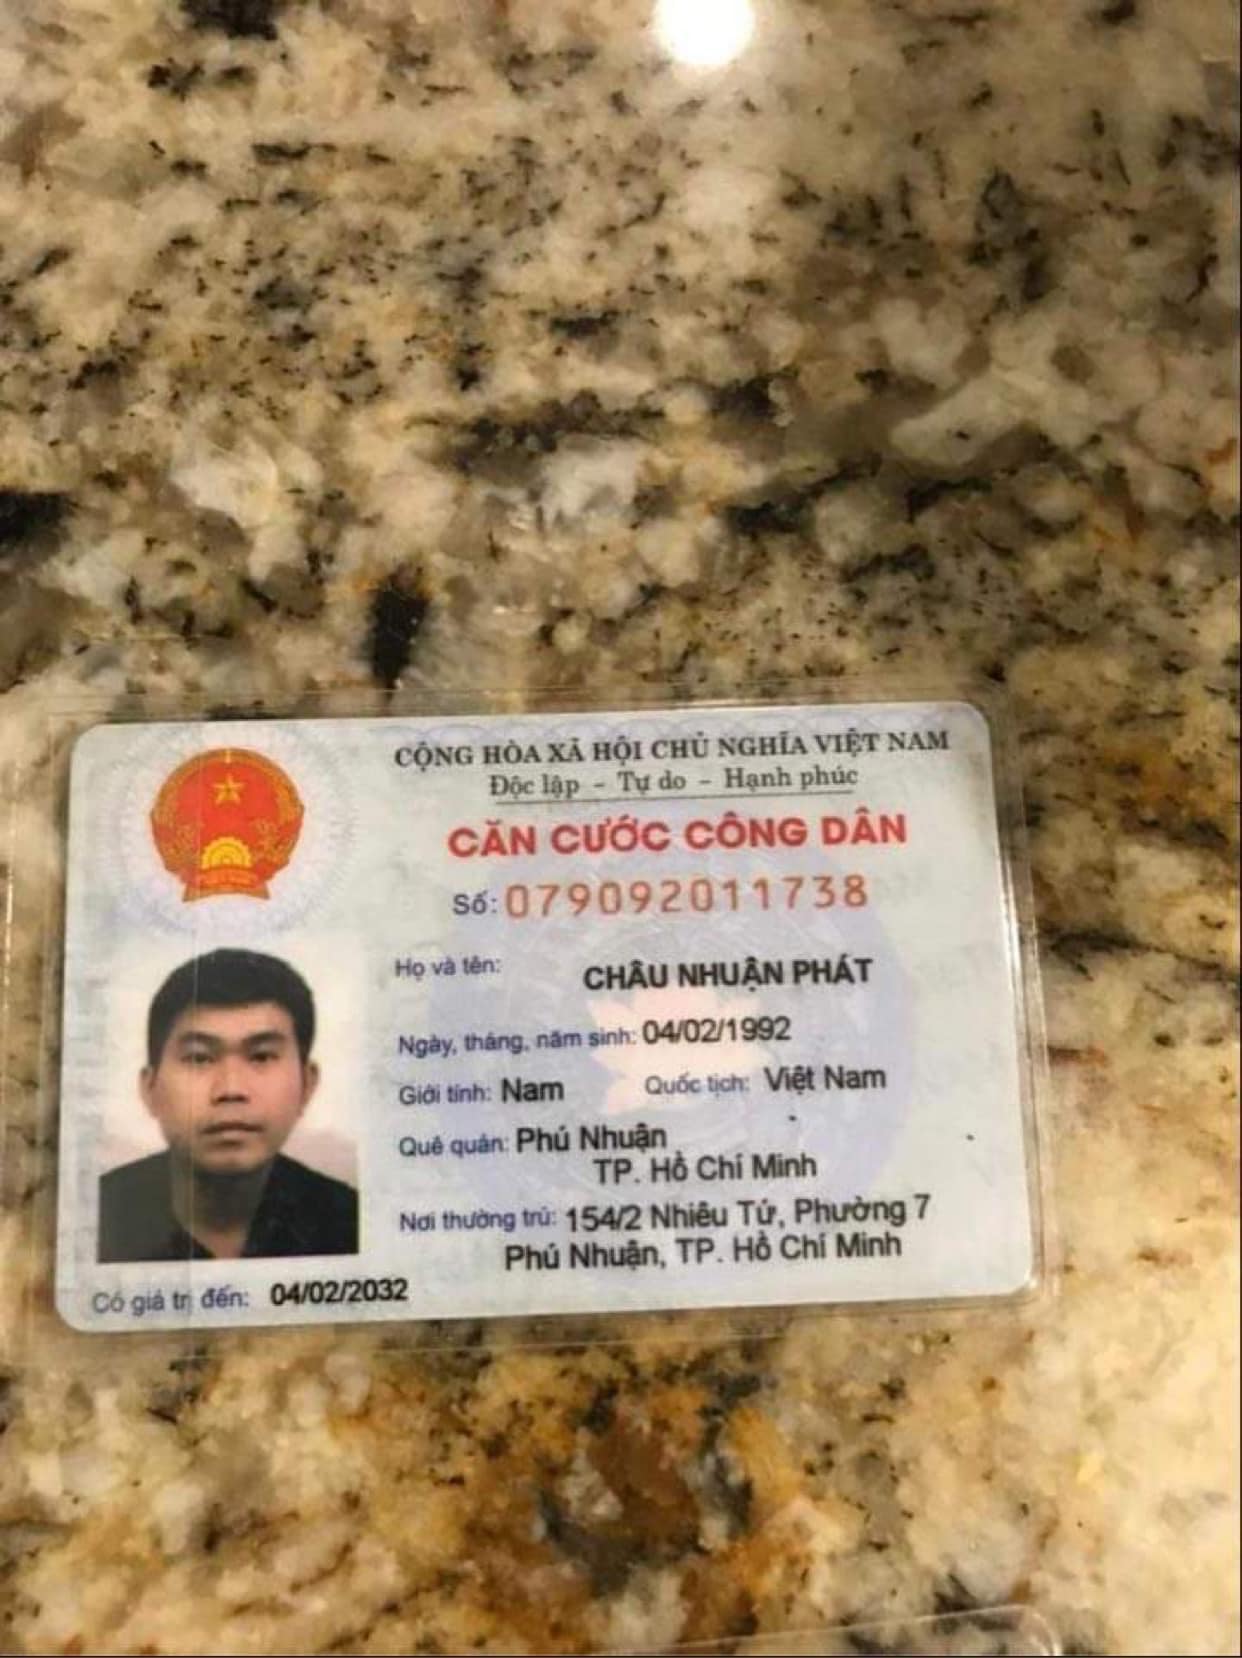 CỘNG HÒA XÃ HỘI CHỦ NGHĨA VIỆT NAM
Độc lập - Tự do - Hạnh phúc
CĂN CƯỚC CÔNG DÂN
Số: 079092011738
Họ và tên: CHÂU NHUẬN PHÁT
Ngày, tháng, năm sinh: 04/02/1992
Giới tính: Nam Quốc tịch: Việt Nam
Quê quán: Phú Nhuận
TP. Hồ Chí Minh
Nơi thường trú: 154/2 Nhiêu Tứ, Phường 7
Phú Nhuận, TP. Hồ Chí Minh
Có giá trị đến: 04/02/2032